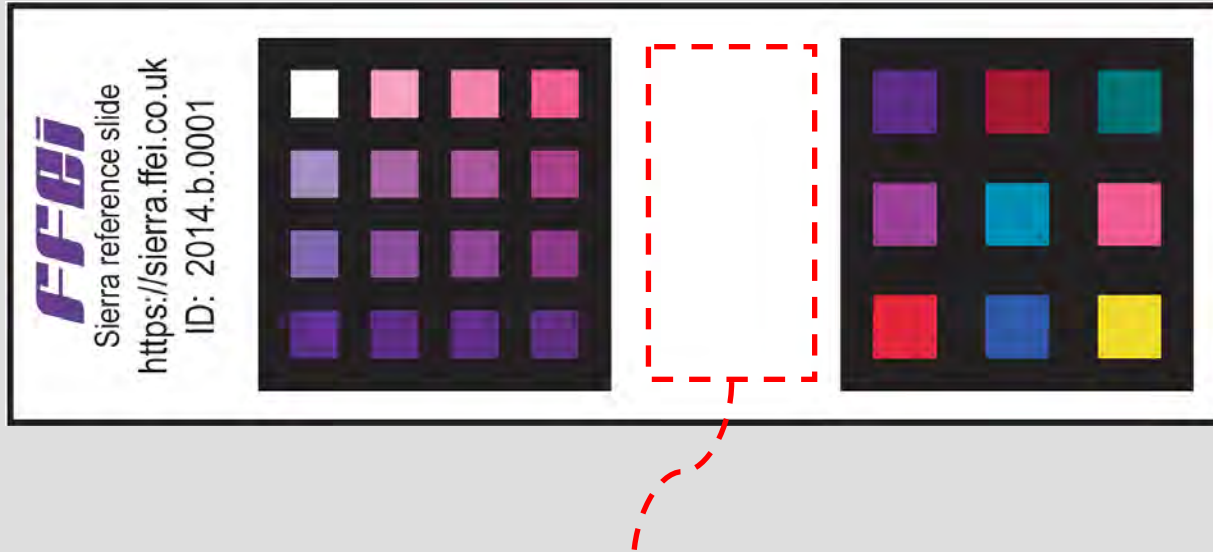 FFEi
Sierra reference slide
https://sierra.ffei.co.uk
ID: 2014.b.0001